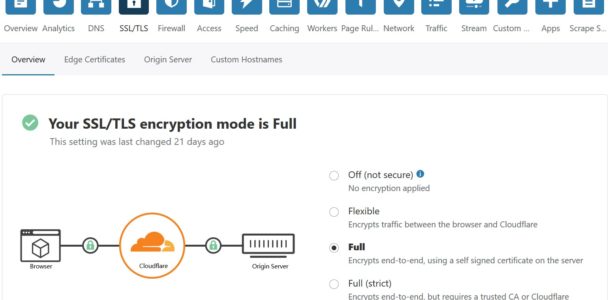 Overview Analytics DNS SSL/TLS Firewall Access Speed Caching Workers Page Rul... Network Traffic Stream Custom ... Apps Scrape S...
Overview Edge Certificates Origin Server Custom Hostnames
Your SSL/TLS encryption mode is Full
This setting was last changed 21 days ago
Off (not secure)
No encryption applied
Flexible
Encrypts traffic between the browser and Cloudflare
Full
Encrypts end-to-end, using a self signed certificate on the server
Full (strict)
Encrypts end-to-end, but requires a trusted CA or Cloudflare
Browser
Cloudflare
Origin Server